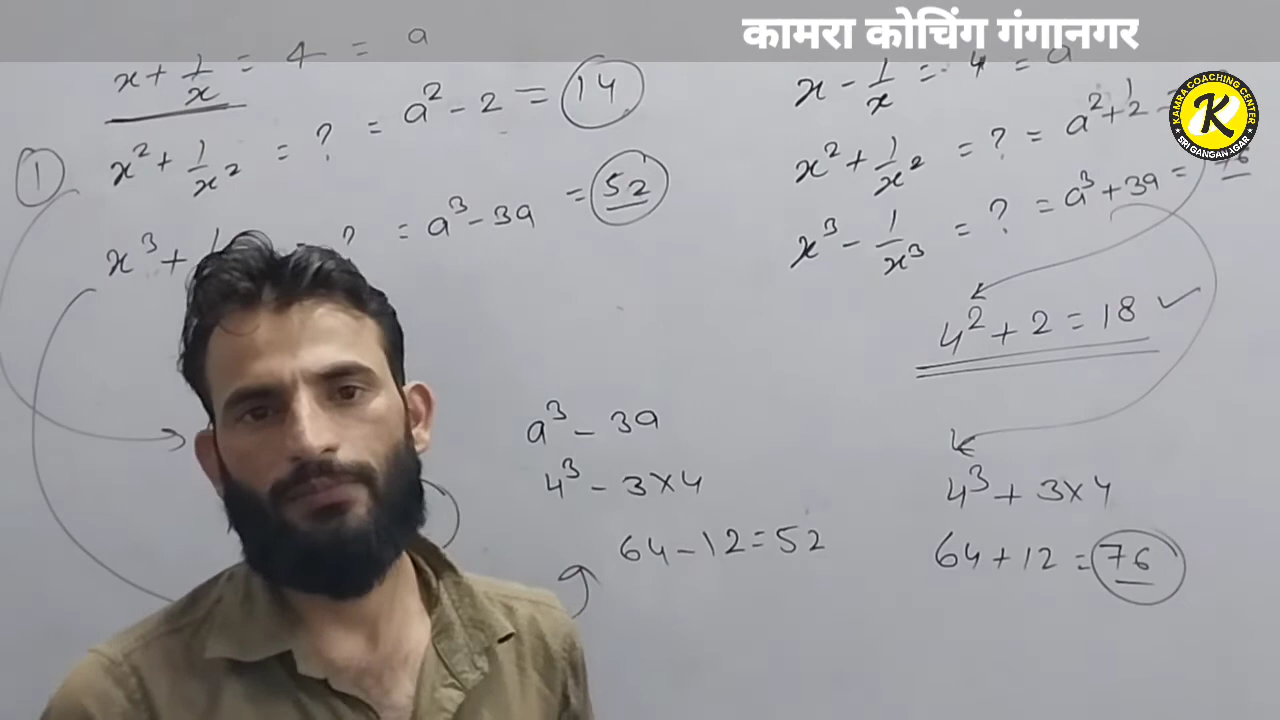 कामरा कोचिंग गंगानगर
KAMRA COACHING CENTER
K
SRI GANGANAGAR
x + 1/x = 4 = a
① x² + 1/x² = ? = a² - 2 = 14
x³ + 1 ? = a³ - 3a = 52
x - 1/x = 4 = a
x² + 1/x² = ? = a² + 2 =
x³ - 1/x³ = ? = a³ + 3a = 76
4² + 2 = 18 ✓
a³ - 3a
4³ - 3×4
64 - 12 = 52
4³ + 3×4
64 + 12 = 76